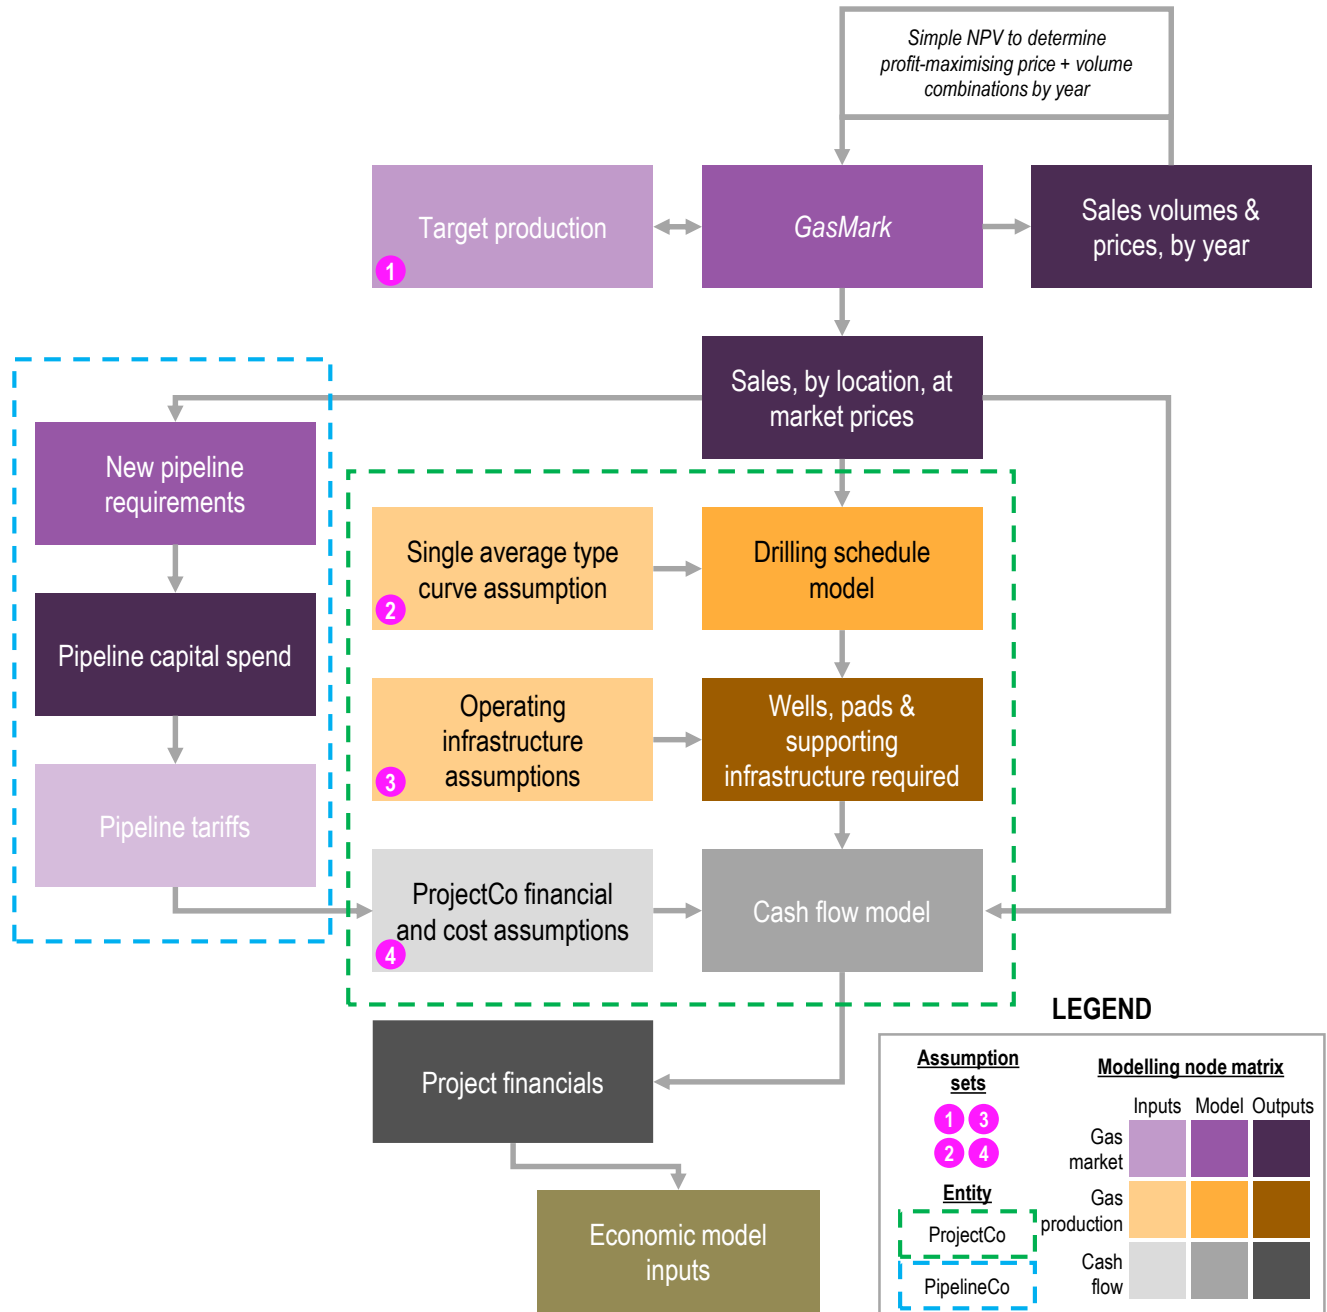 Simple NPV to determine
profit-maximising price + volume
combinations by year
Target production
1
GasMark
Sales volumes &
prices, by year
Sales, by location, at
market prices
New pipeline
requirements
Single average type
curve assumption
2
Drilling schedule
model
Pipeline capital spend
Operating
infrastructure
assumptions
3
Wells, pads &
supporting
infrastructure required
Pipeline tariffs
ProjectCo financial
and cost assumptions
4
Cash flow model
Project financials
Economic model
inputs
LEGEND
Assumption
sets
1 3
2 4
Entity
ProjectCo
PipelineCo
Modelling node matrix
Inputs Model Outputs
Gas
market
Gas
production
Cash
flow